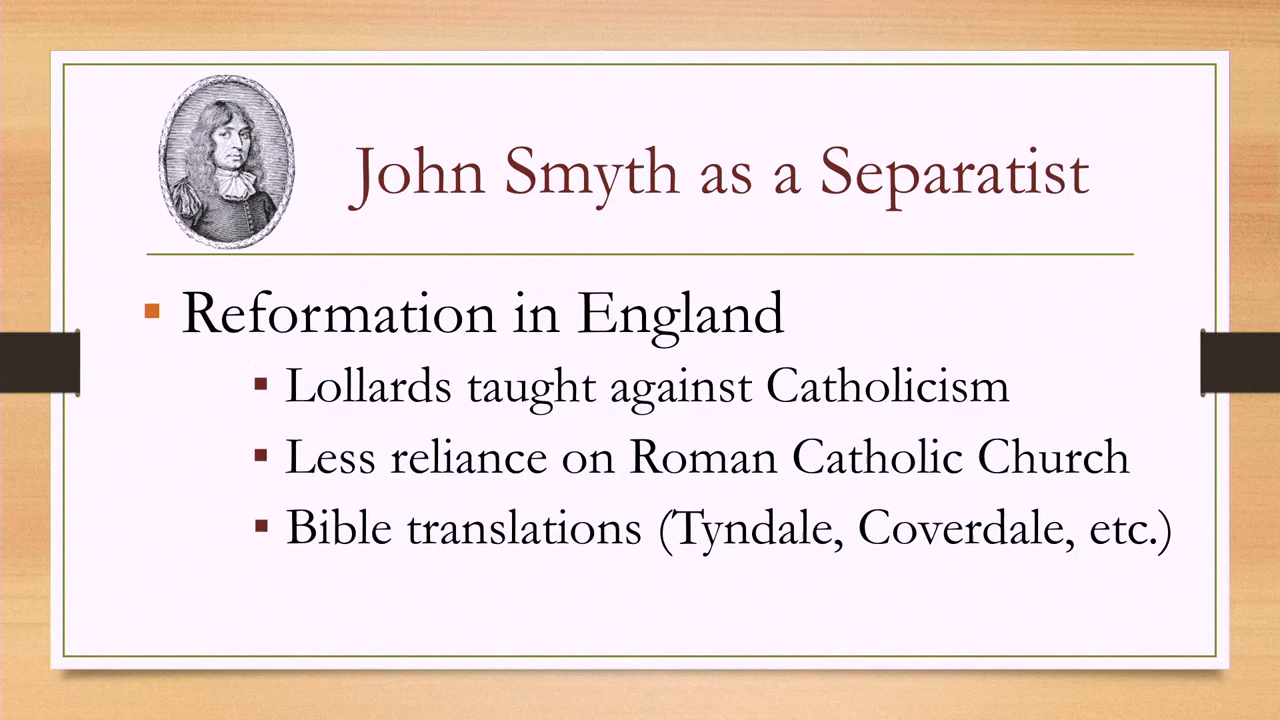 John Smyth as a Separatist
Reformation in England
Lollards taught against Catholicism
Less reliance on Roman Catholic Church
Bible translations (Tyndale, Coverdale, etc.)